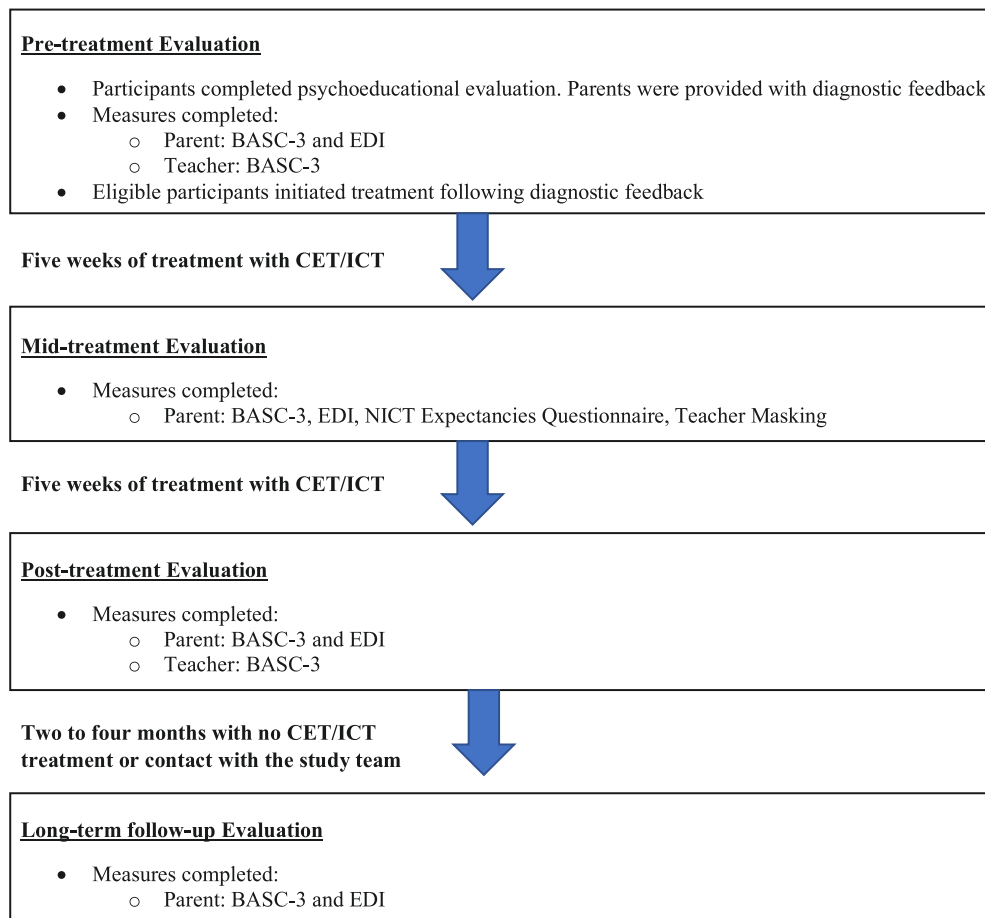 Pre-treatment Evaluation
• Participants completed psychoeducational evaluation. Parents were provided with diagnostic feedback
• Measures completed:
o Parent: BASC-3 and EDI
o Teacher: BASC-3
• Eligible participants initiated treatment following diagnostic feedback
Five weeks of treatment with CET/ICT
Mid-treatment Evaluation
• Measures completed:
o Parent: BASC-3, EDI, NICT Expectancies Questionnaire, Teacher Masking
Five weeks of treatment with CET/ICT
Post-treatment Evaluation
• Measures completed:
o Parent: BASC-3 and EDI
o Teacher: BASC-3
Two to four months with no CET/ICT
treatment or contact with the study team
Long-term follow-up Evaluation
• Measures completed:
o Parent: BASC-3 and EDI